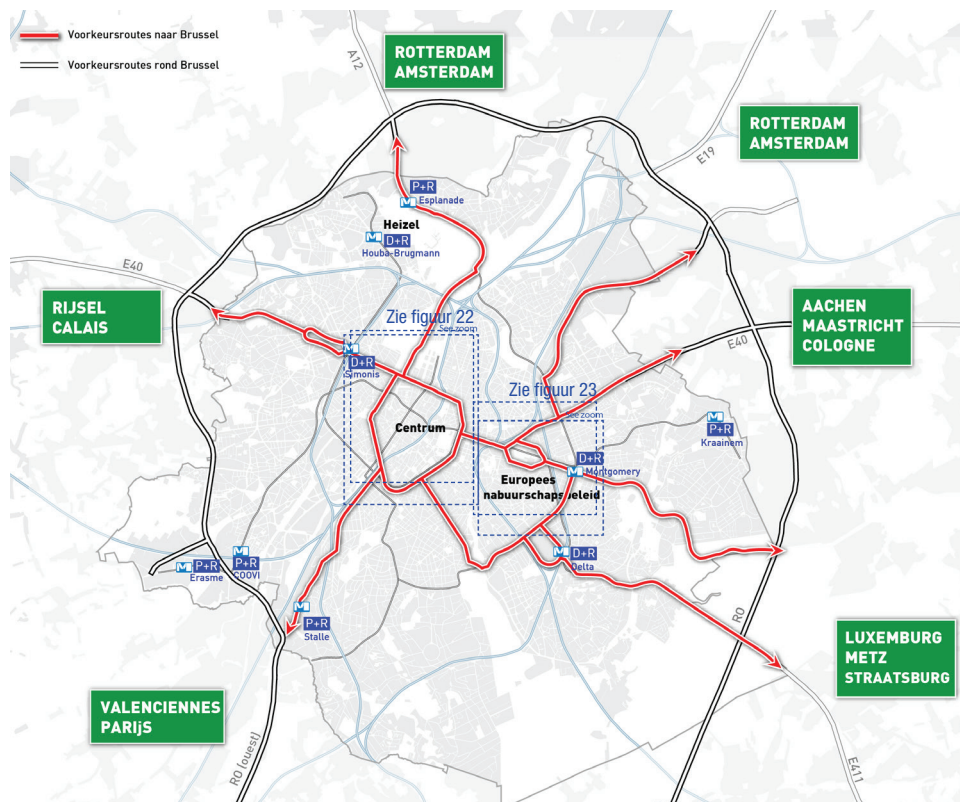 Voorkeursroutes naar Brussel
Voorkeursroutes rond Brussel
A12
ROTTERDAM
AMSTERDAM
ROTTERDAM
AMSTERDAM
E19
P+R
M
Esplanade
Heizel
M
D+R
Houba-Brugmann
E40
RIJSEL
CALAIS
Zie figuur 22
See zoom
M
D+R
Simonis
AACHEN
MAASTRICHT
COLOGNE
E40
Zie figuur 23
See zoom
Centrum
M
P+R
Kraainem
D+R
M
Montgomery
Europees
nabuurschapsbeleid
M
D+R
Delta
M
P+R
COOVI
M
P+R
Erasme
M
P+R
Stalle
RO
LUXEMBURG
METZ
STRAATSBURG
VALENCIENNES
PARIjS
RO (ouest)
E411